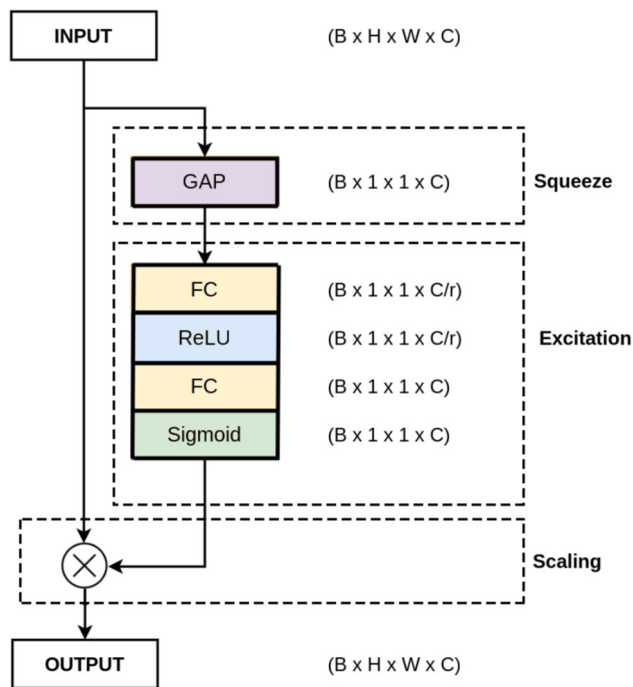 INPUT (B x H x W x C)
GAP (B x 1 x 1 x C) Squeeze
FC (B x 1 x 1 x C/r)
ReLU (B x 1 x 1 x C/r) Excitation
FC (B x 1 x 1 x C)
Sigmoid (B x 1 x 1 x C)
Scaling
OUTPUT (B x H x W x C)